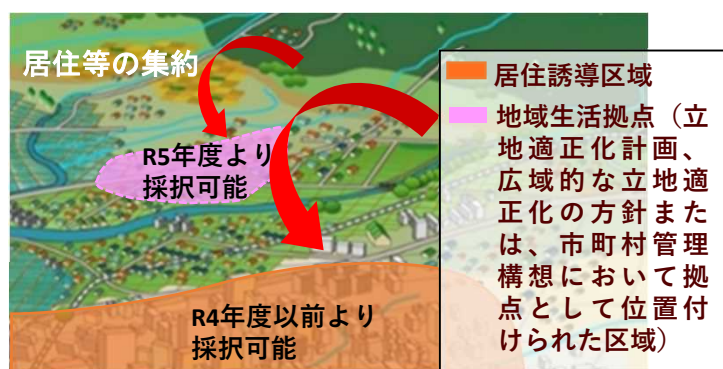 居住等の集約
R5年度より
採択可能
R4年度以前より
採択可能
居住誘導区域
地域生活拠点（立
地適正化計画、
広域的な立地適
正化の方針また
は、市町村管理
構想において拠
点として位置付
けられた区域）